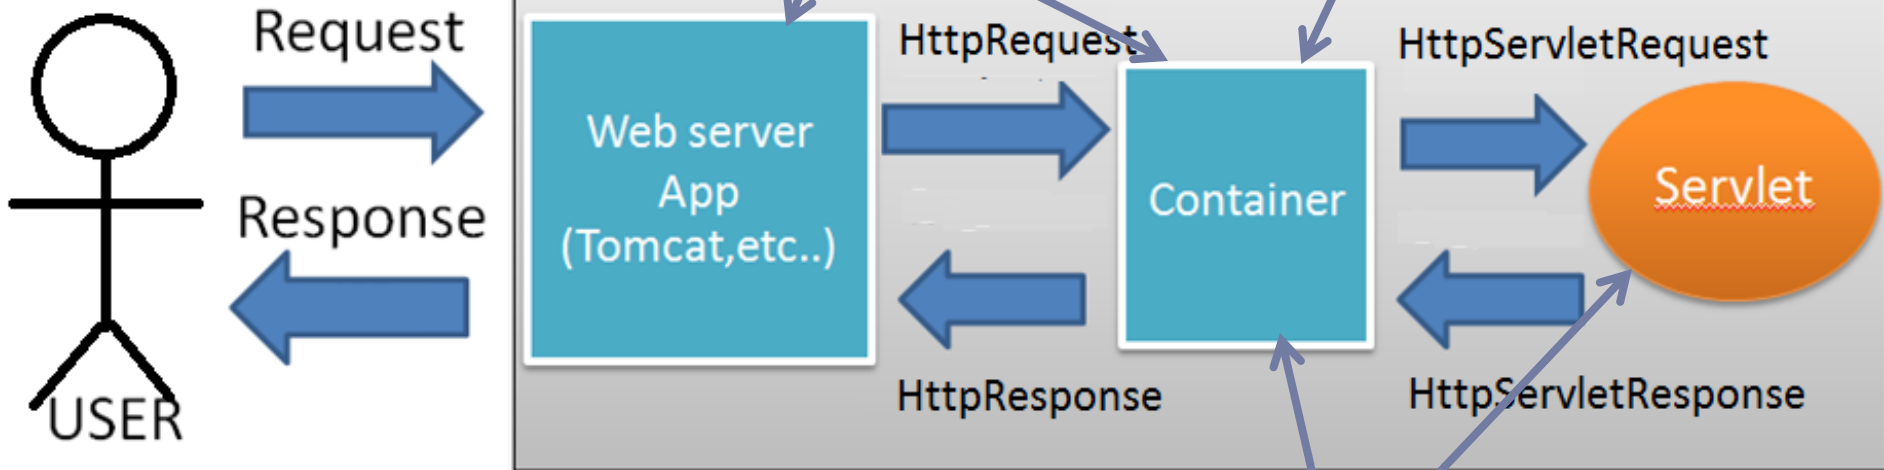 Request
HttpRequest
HttpServletRequest
Web server
App
(Tomcat,etc..)
Container
Servlet
Response
HttpResponse
HttpServletResponse
USER